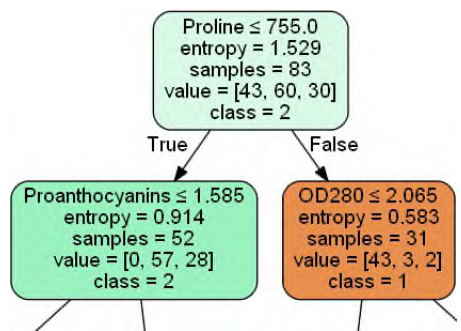 Proline ≤ 755.0
entropy = 1.529
samples = 83
value = [43, 60, 30]
class = 2
True
False
Proanthocyanins ≤ 1.585
entropy = 0.914
samples = 52
value = [0, 57, 28]
class = 2
OD280 ≤ 2.065
entropy = 0.583
samples = 31
value = [43, 3, 2]
class = 1